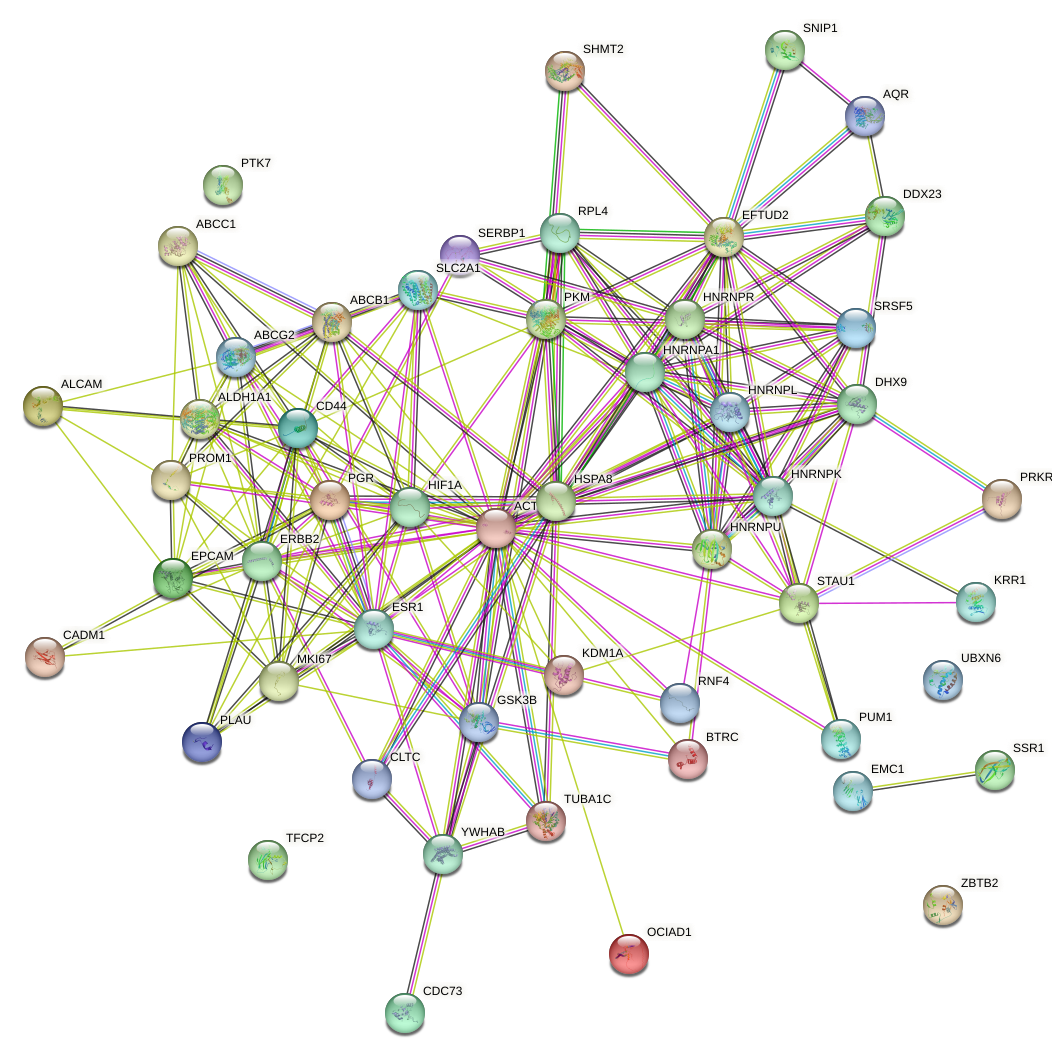 SNIP1
SHMT2
AQR
PTK7
DDX23
RPL4
EFTUD2
ABCC1
SERBP1
SLC2A1
PKM
HNRNPR
ABCB1
SRSF5
ABCG2
HNRNPA1
ALCAM
HNRNPL
DHX9
ALDH1A1
CD44
PROM1
HNRNPK
PGR
HIF1A
HSPA8
PRKR
ACT
HNRNPU
ERBB2
EPCAM
STAU1
KRR1
ESR1
CADM1
KDM1A
UBXN6
MKI67
RNF4
GSK3B
PLAU
PUM1
BTRC
CLTC
EMC1
SSR1
TUBA1C
YWHAB
TFCP2
ZBTB2
OCIAD1
CDC73